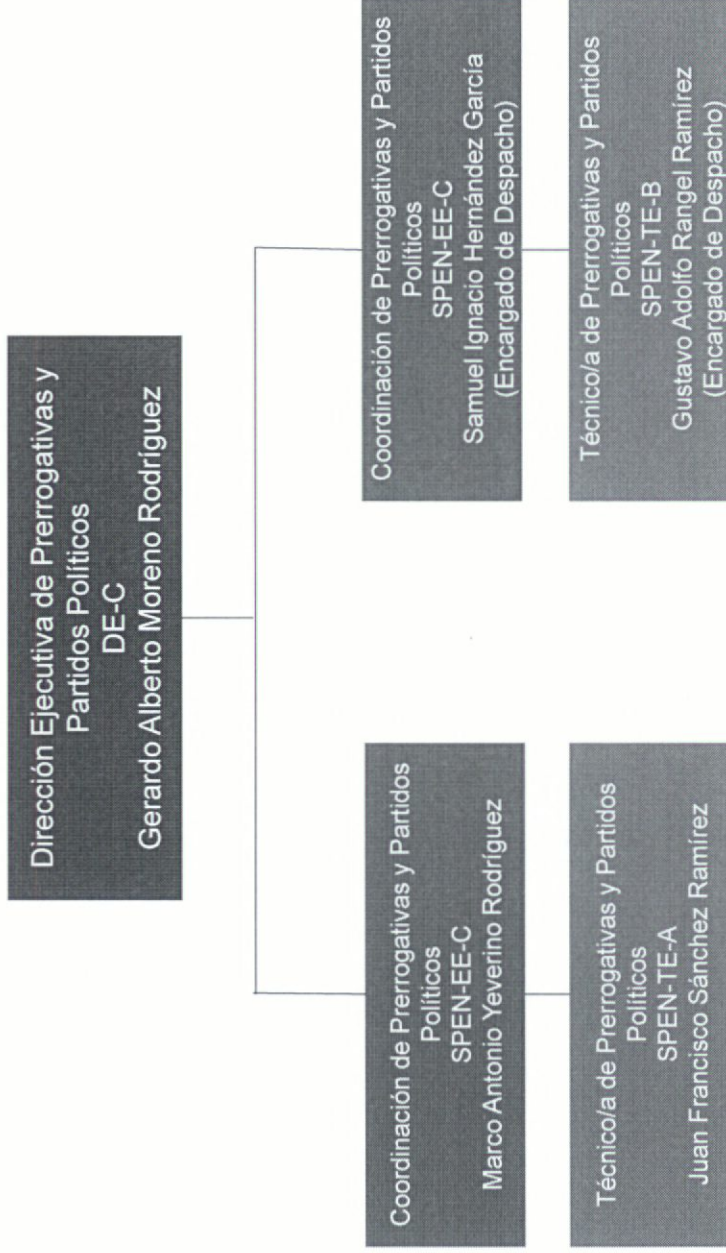 Dirección Ejecutiva de Prerrogativas y
Partidos Políticos
DE-C
Gerardo Alberto Moreno Rodríguez
Coordinación de Prerrogativas y Partidos
Políticos
SPEN-EE-C
Marco Antonio Yeverino Rodríguez
Técnico/a de Prerrogativas y Partidos
Políticos
SPEN-TE-A
Juan Francisco Sánchez Ramírez
Coordinación de Prerrogativas y Partidos
Políticos
SPEN-EE-C
Samuel Ignacio Hernández García
(Encargado de Despacho)
Técnico/a de Prerrogativas y Partidos
Políticos
SPEN-TE-B
Gustavo Adolfo Rangel Ramírez
(Encargado de Despacho)